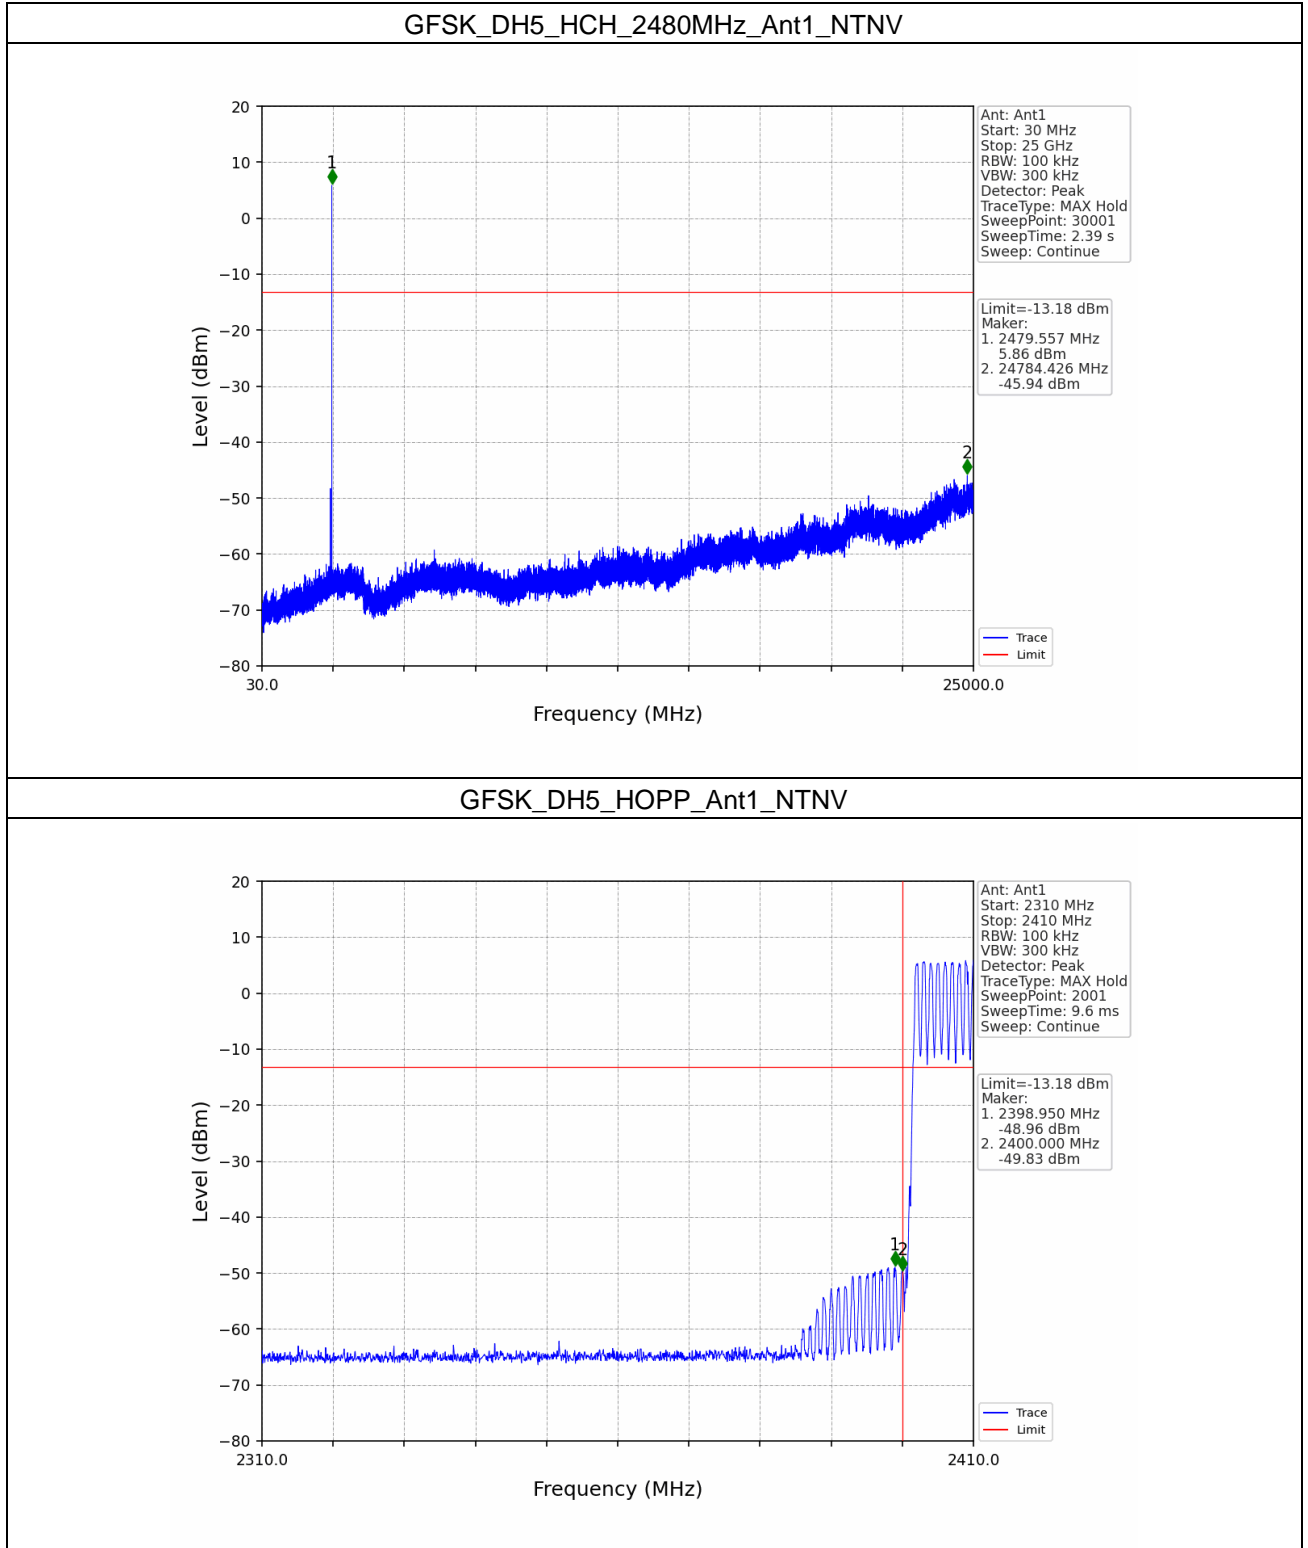 GFSK_DH5_HCH_2480MHz_Ant1_NTNV
20
10
0
−10
−20
−30
−40
−50
−60
−70
−80
Level (dBm)
1
2
30.0
25000.0
Frequency (MHz)
Ant: Ant1
Start: 30 MHz
Stop: 25 GHz
RBW: 100 kHz
VBW: 300 kHz
Detector: Peak
TraceType: MAX Hold
SweepPoint: 30001
SweepTime: 2.39 s
Sweep: Continue
Limit=-13.18 dBm
Maker:
1. 2479.557 MHz
5.86 dBm
2. 24784.426 MHz
-45.94 dBm
Trace
Limit
GFSK_DH5_HOPP_Ant1_NTNV
20
10
0
−10
−20
−30
−40
−50
−60
−70
−80
Level (dBm)
1
2
2310.0
2410.0
Frequency (MHz)
Ant: Ant1
Start: 2310 MHz
Stop: 2410 MHz
RBW: 100 kHz
VBW: 300 kHz
Detector: Peak
TraceType: MAX Hold
SweepPoint: 2001
SweepTime: 9.6 ms
Sweep: Continue
Limit=-13.18 dBm
Maker:
1. 2398.950 MHz
-48.96 dBm
2. 2400.000 MHz
-49.83 dBm
Trace
Limit